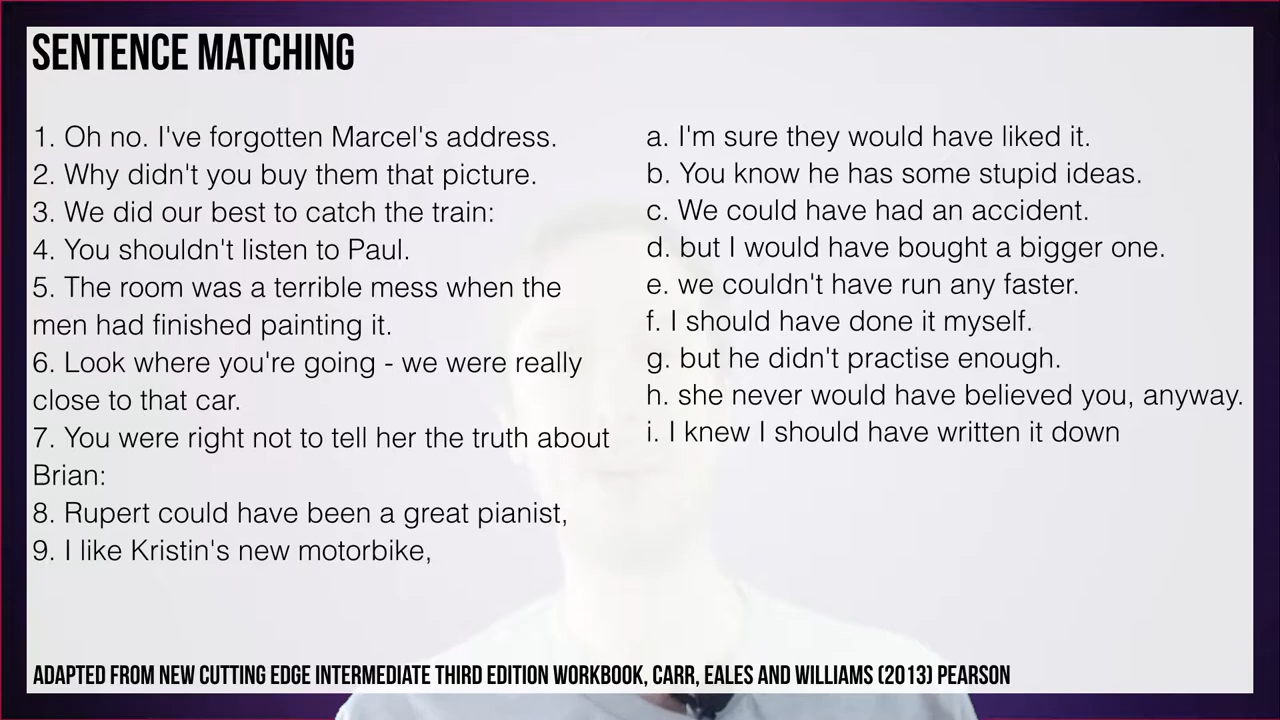 SENTENCE MATCHING
1. Oh no. I've forgotten Marcel's address.
2. Why didn't you buy them that picture.
3. We did our best to catch the train:
4. You shouldn't listen to Paul.
5. The room was a terrible mess when the
men had finished painting it.
6. Look where you're going - we were really
close to that car.
7. You were right not to tell her the truth about
Brian:
8. Rupert could have been a great pianist,
9. I like Kristin's new motorbike,
a. I'm sure they would have liked it.
b. You know he has some stupid ideas.
c. We could have had an accident.
d. but I would have bought a bigger one.
e. we couldn't have run any faster.
f. I should have done it myself.
g. but he didn't practise enough.
h. she never would have believed you, anyway.
i. I knew I should have written it down
ADAPTED FROM NEW CUTTING EDGE INTERMEDIATE THIRD EDITION WORKBOOK, CARR, EALES AND WILLIAMS (2013) PEARSON